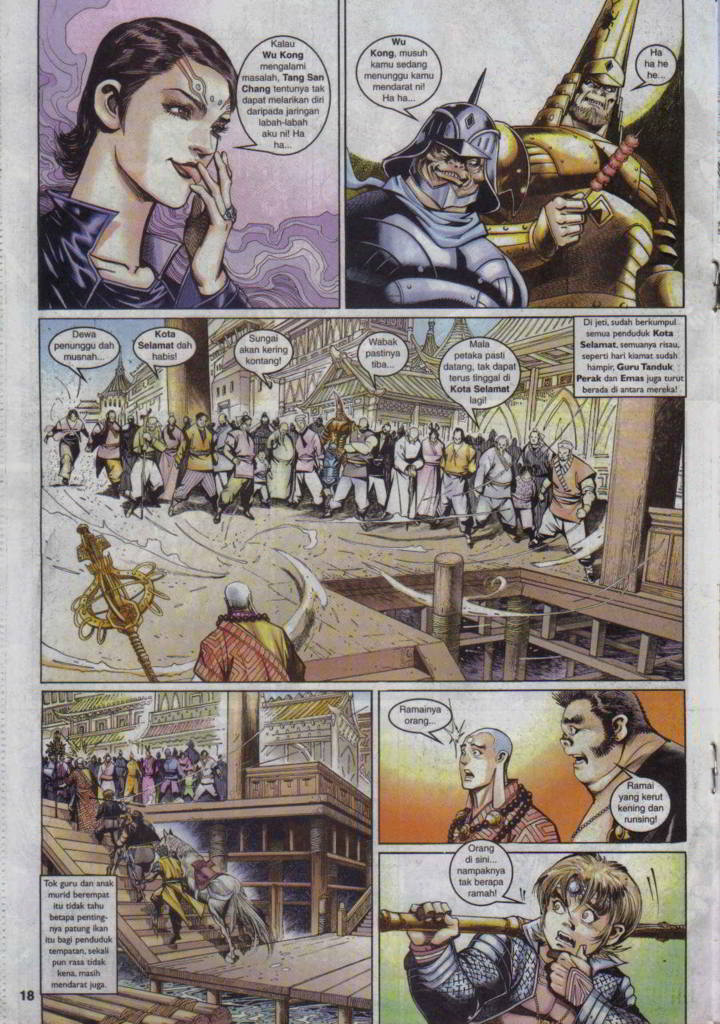 Kalau
Wu Kong
mengalami
masalah, Tang San
Chang tentunya tak
dapat melarikan diri
daripada jaringan
labah-labah
aku ni! Ha
ha...
Wu
Kong, musuh
kamu sedang
menunggu kamu
mendarat ni!
Ha ha...
Ha
ha he
he...
Dewa
penunggu dah
musnah...
Kota
Selamat dah
habis!
Sungai
akan kering
kontang!
Wabak
pastinya
tiba...
Mala
petaka pasti
datang, tak dapat
terus tinggal di
Kota Selamat
lagi!
Di jeti, sudah berkumpul
semua penduduk Kota
Selamat, semuanya risau,
seperti hari kiamat sudah
hampir, Guru Tanduk
Perak dan Emas juga turut
berada di antara mereka!
Tok guru dan anak
murid berempat
itu tidak tahu
betapa penting-
nya patung ikan
itu bagi penduduk
tempatan, sekali
pun rasa tidak
kena, masih
mendarat juga.
Ramainya
orang...
Ramai
yang kerut
kening dan
runsing!
Orang
di sini...
nampaknya
tak berapa
ramah!
18